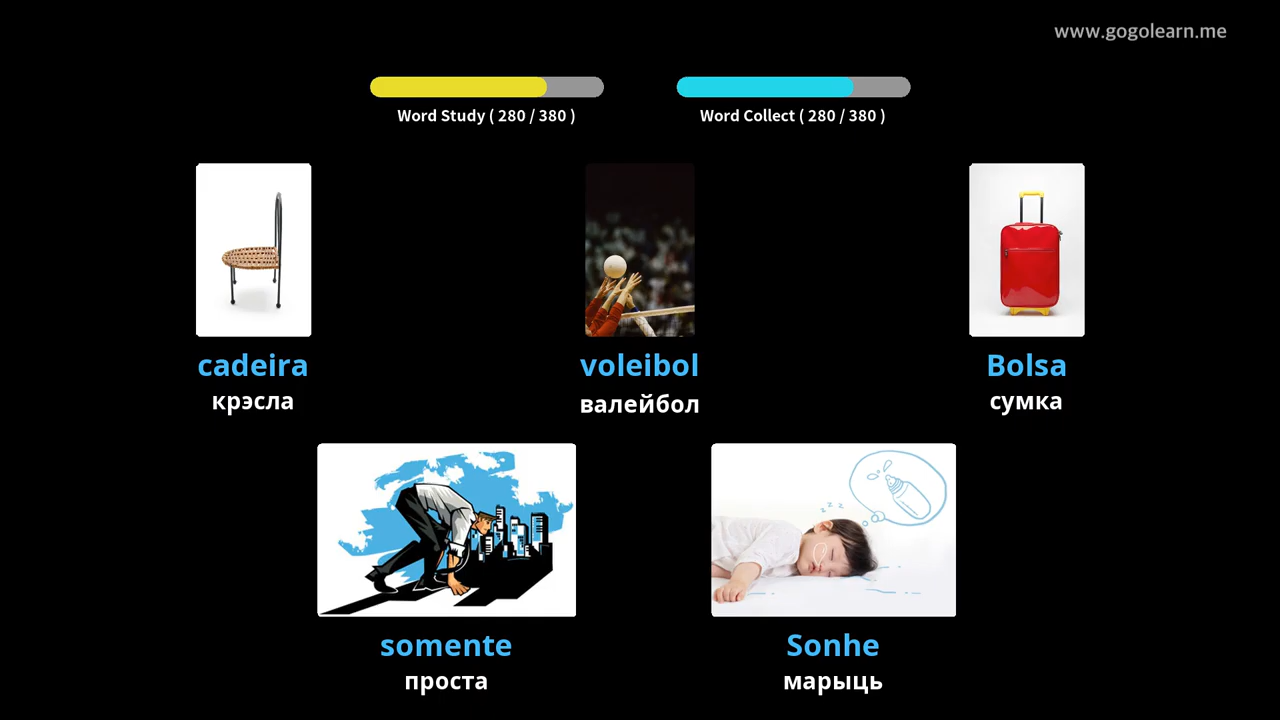 www.gogolearn.me
Word Study ( 280 / 380 )
Word Collect ( 280 / 380 )
cadeira
крэсла
voleibol
валейбол
Bolsa
сумка
somente
проста
Sonhe
марыць